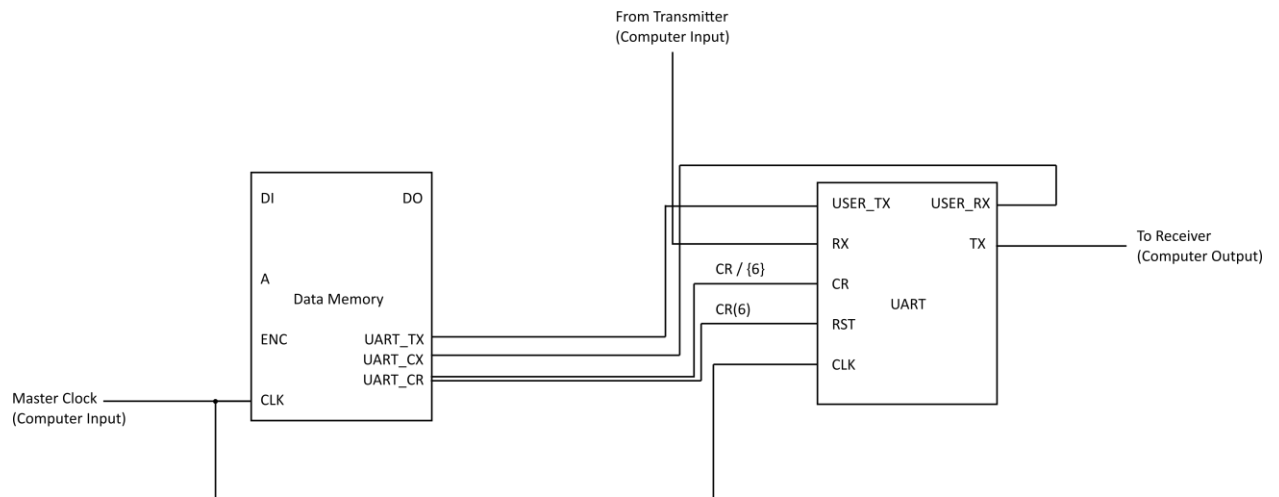 From Transmitter
(Computer Input)
DI
DO
USER_TX
USER_RX
RX
TX
To Receiver
(Computer Output)
CR / {6}
A
Data Memory
CR
UART
CR(6)
RST
ENC
UART_TX
UART_CX
UART_CR
CLK
Master Clock
(Computer Input)
CLK